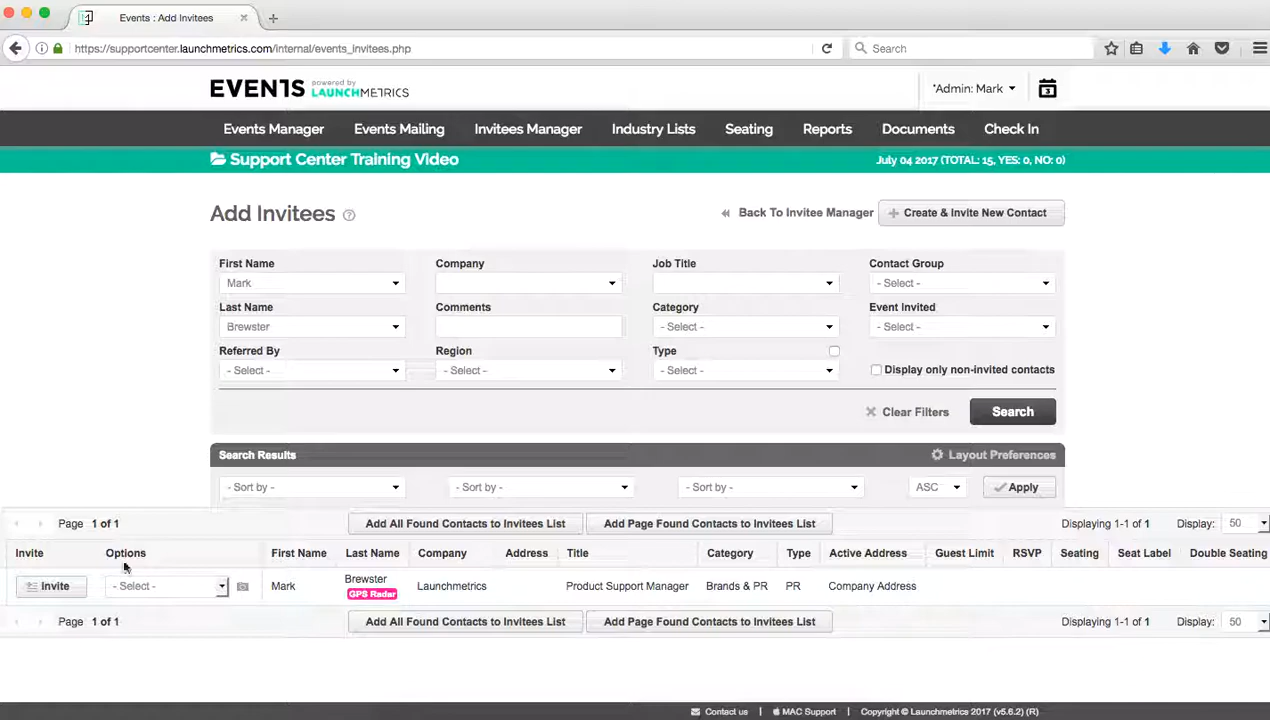 Events : Add Invitees
https://supportcenter.launchmetrics.com/internal/events_invitees.php
Search
EVENTS powered by LAUNCHMETRICS
*Admin: Mark
3
Events Manager Events Mailing Invitees Manager Industry Lists Seating Reports Documents Check In
Support Center Training Video July 04 2017 (TOTAL: 15, YES: 0, NO: 0)
Add Invitees ? Back To Invitee Manager + Create & Invite New Contact
First Name Company Job Title Contact Group
Mark - Select -
Last Name Comments Category Event Invited
Brewster - Select - - Select -
Referred By Region Type
- Select - - Select - - Select - Display only non-invited contacts
Clear Filters Search
Search Results Layout Preferences
- Sort by - - Sort by - - Sort by - ASC Apply
Page 1 of 1 Add All Found Contacts to Invitees List Add Page Found Contacts to Invitees List Displaying 1-1 of 1 Display: 50
Invite Options First Name Last Name Company Address Title Category Type Active Address Guest Limit RSVP Seating Seat Label Double Seating
Invite - Select - Mark Brewster GPS Radar Launchmetrics Product Support Manager Brands & PR PR Company Address
Page 1 of 1 Add All Found Contacts to Invitees List Add Page Found Contacts to Invitees List Displaying 1-1 of 1 Display: 50
Contact us | MAC Support | Copyright © Launchmetrics 2017 (v5.6.2) (R)